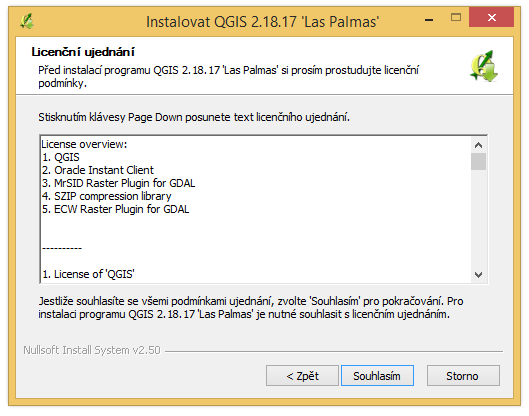 Instalovat QGIS 2.18.17 'Las Palmas'
Licenční ujednání
Před instalací programu QGIS 2.18.17 'Las Palmas' si prosím prostudujte licenční
podmínky.
Stisknutím klávesy Page Down posunete text licenčního ujednání.
License overview:
1. QGIS
2. Oracle Instant Client
3. MrSID Raster Plugin for GDAL
4. SZIP compression library
5. ECW Raster Plugin for GDAL
----------
1. License of 'QGIS'
Jestliže souhlasíte se všemi podmínkami ujednání, zvolte 'Souhlasím' pro pokračování. Pro
instalaci programu QGIS 2.18.17 'Las Palmas' je nutné souhlasit s licenčním ujednáním.
Nullsoft Install System v2.50
< Zpět
Souhlasím
Storno